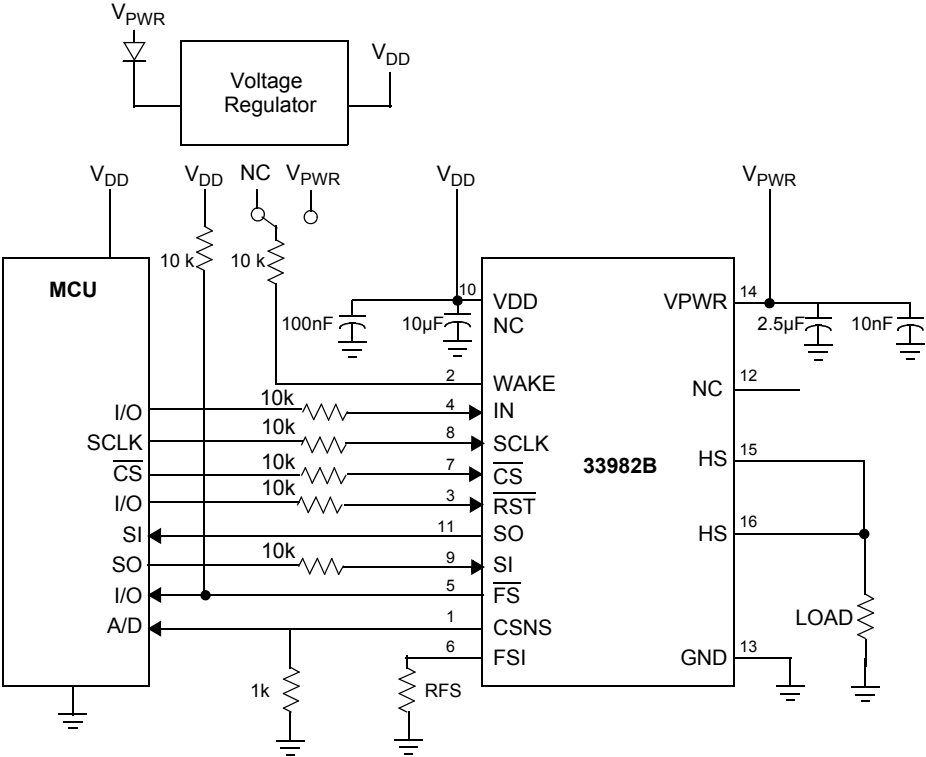 VPWR
Voltage
Regulator
VDD
VDD
VDD
NC
VPWR
VDD
VPWR
10 k
10 k
MCU
100nF
10µF
10
VDD
NC
VPWR
14
2.5µF
10nF
2
WAKE
NC
12
I/O
10k
4
IN
SCLK
10k
8
SCLK
CS
10k
7
CS
33982B
HS
15
I/O
10k
3
RST
SI
11
SO
HS
16
SO
10k
9
SI
I/O
5
FS
LOAD
A/D
1
CSNS
6
FSI
GND
13
1k
RFS